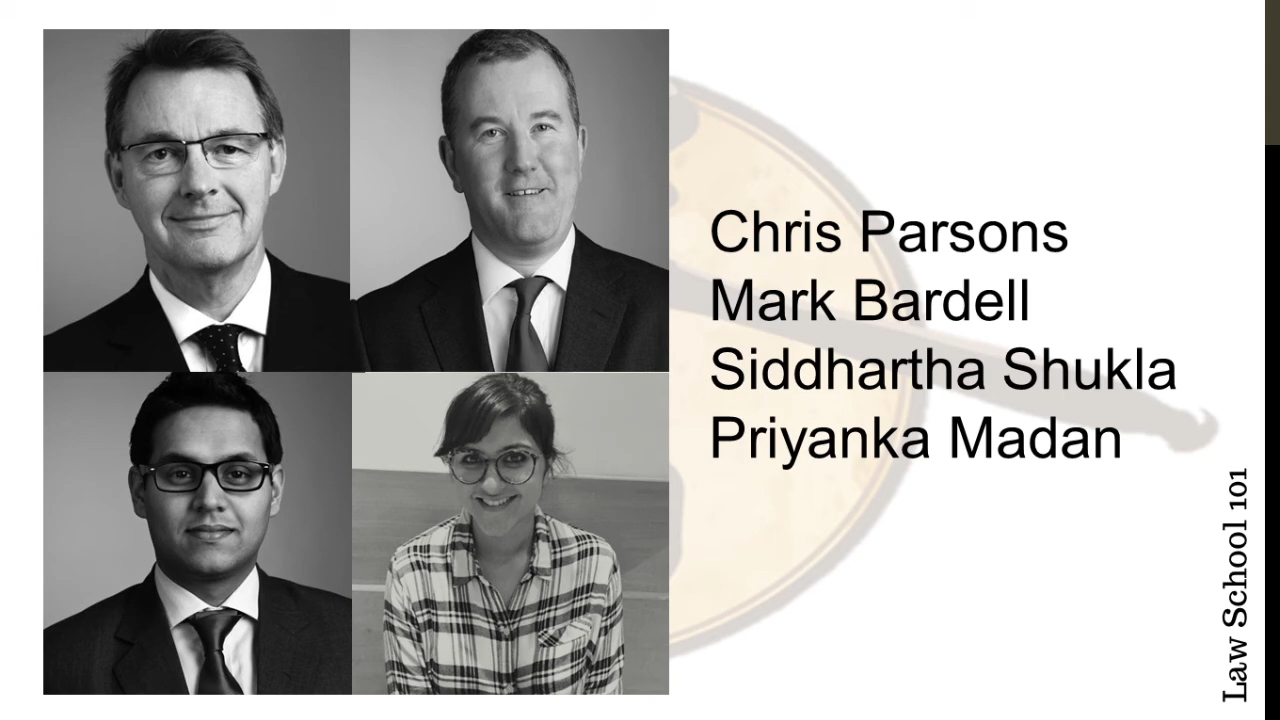 Chris Parsons
Mark Bardell
Siddhartha Shukla
Priyanka Madan
Law School 101